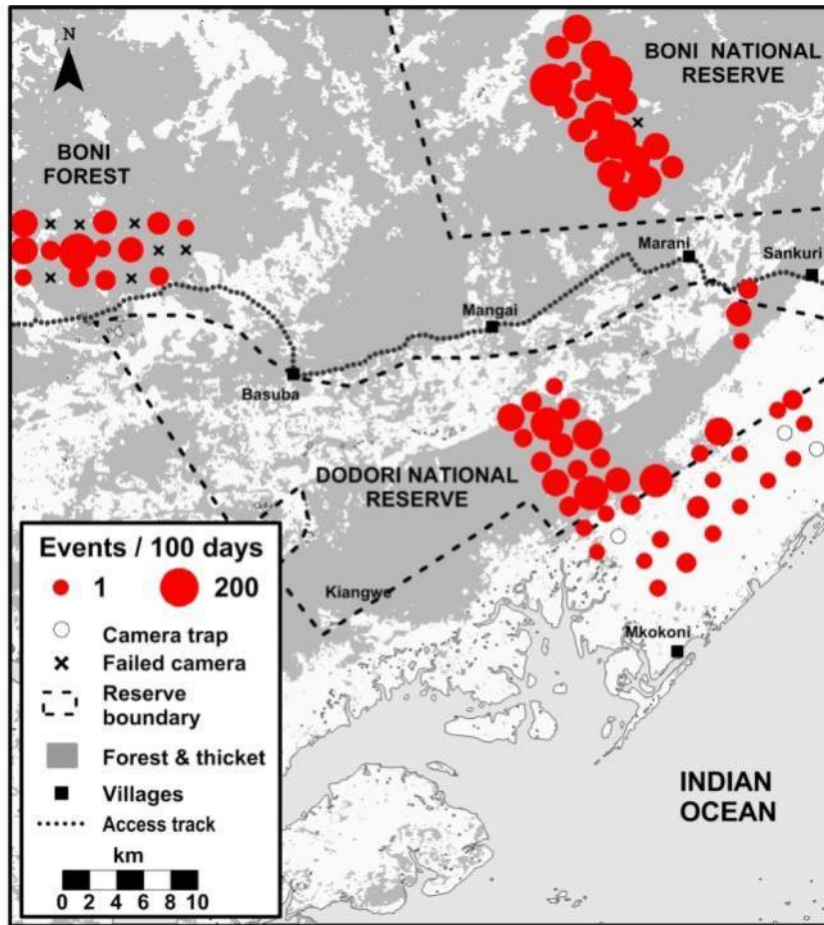 N
BONI NATIONAL
RESERVE
BONI
FOREST
Marani
Sankuri
Mangai
Basuba
DODORI NATIONAL
RESERVE
Kiangwe
Mkokoni
INDIAN
OCEAN
Events / 100 days
1 200
Camera trap
Failed camera
Reserve
boundary
Forest & thicket
Villages
Access track
km
0 2 4 6 8 10